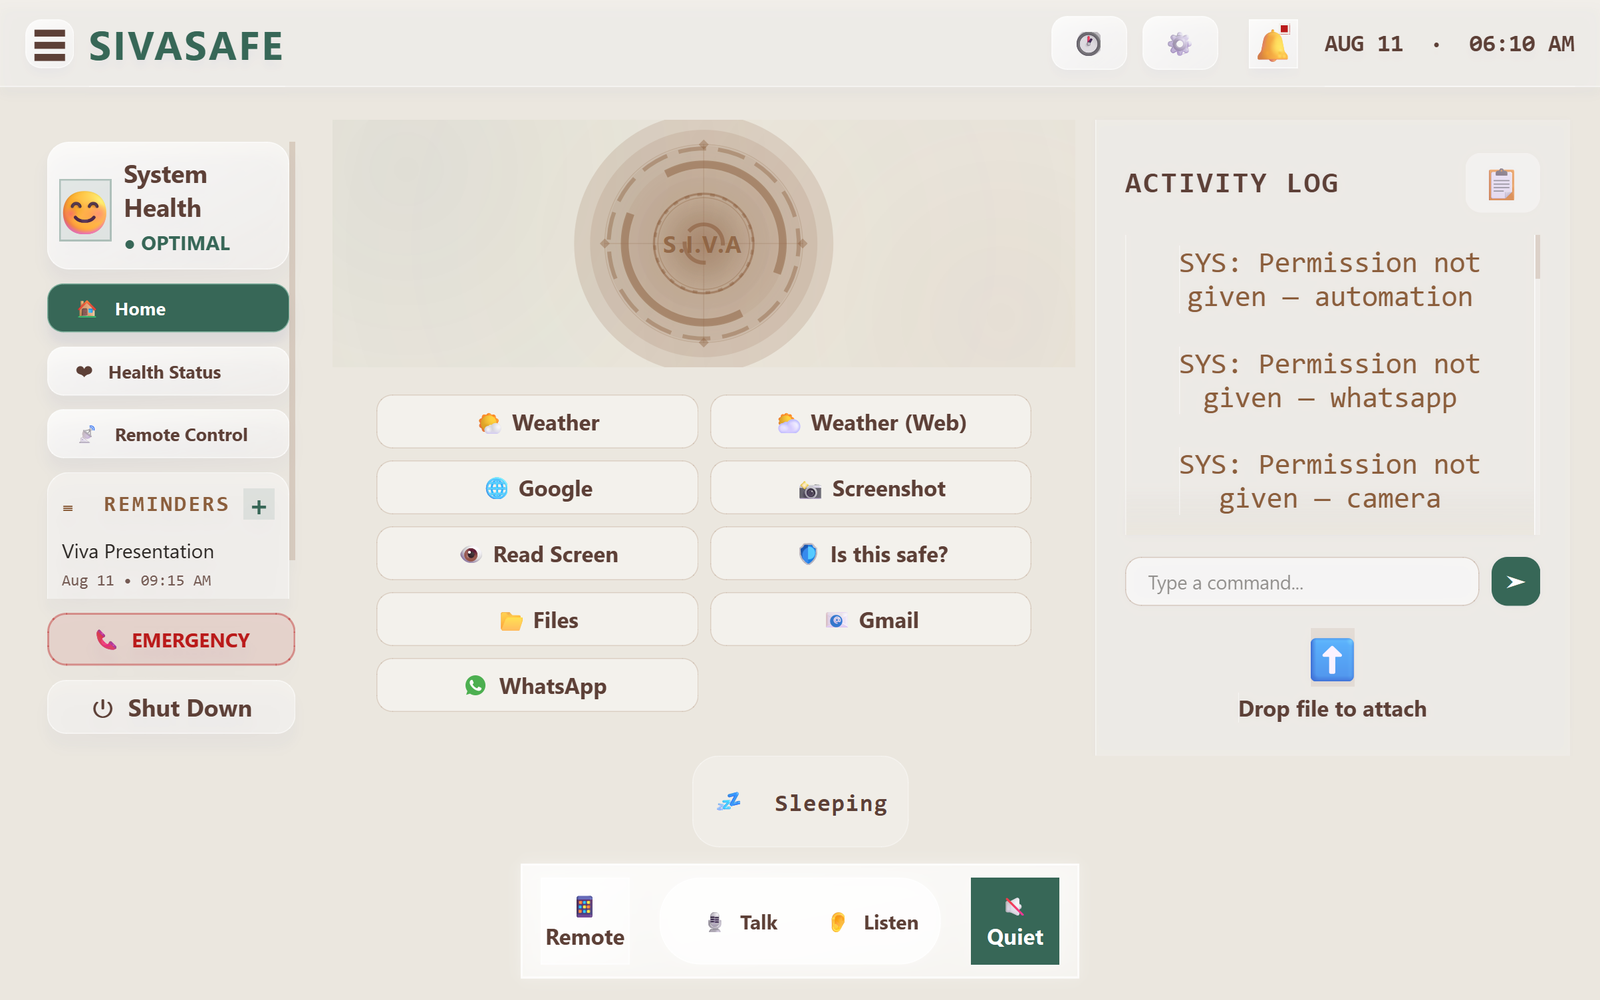 SIVASAFE
AUG 11 • 06:10 AM
System
Health
● OPTIMAL
Home
Health Status
Remote Control
REMINDERS +
Viva Presentation
Aug 11 • 09:15 AM
EMERGENCY
Shut Down
S.I.V.A
Weather
Weather (Web)
Google
Screenshot
Read Screen
Is this safe?
Files
Gmail
WhatsApp
ACTIVITY LOG
SYS: Permission not
given — automation
SYS: Permission not
given — whatsapp
SYS: Permission not
given — camera
Type a command...
Drop file to attach
Sleeping
Remote
Talk
Listen
Quiet